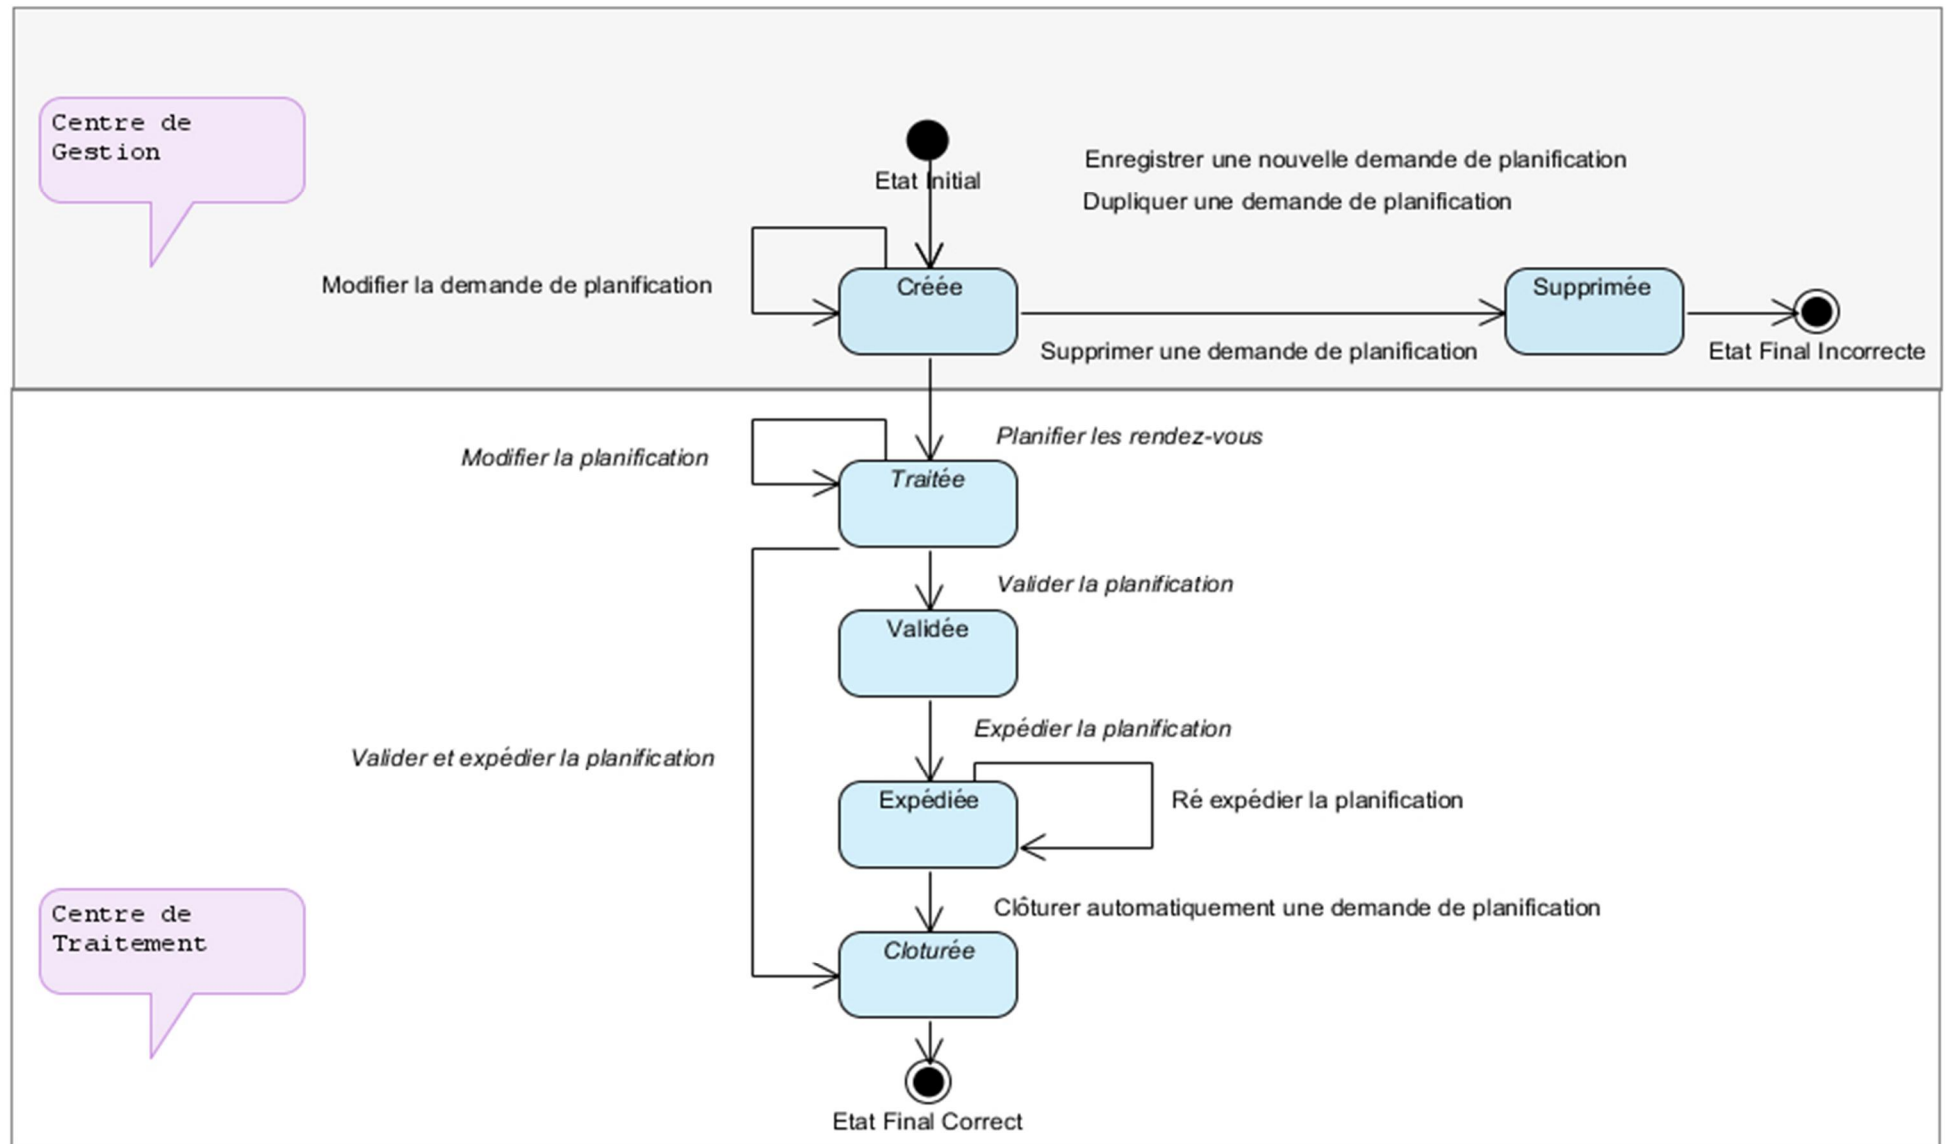 Centre de
Gestion
Etat Initial
Enregistrer une nouvelle demande de planification
Dupliquer une demande de planification
Modifier la demande de planification
Créée
Supprimée
Supprimer une demande de planification
Etat Final Incorrecte
Planifier les rendez-vous
Modifier la planification
Traitée
Valider la planification
Validée
Expédier la planification
Valider et expédier la planification
Expédiée
Ré expédier la planification
Centre de
Traitement
Clôturer automatiquement une demande de planification
Cloturée
Etat Final Correct